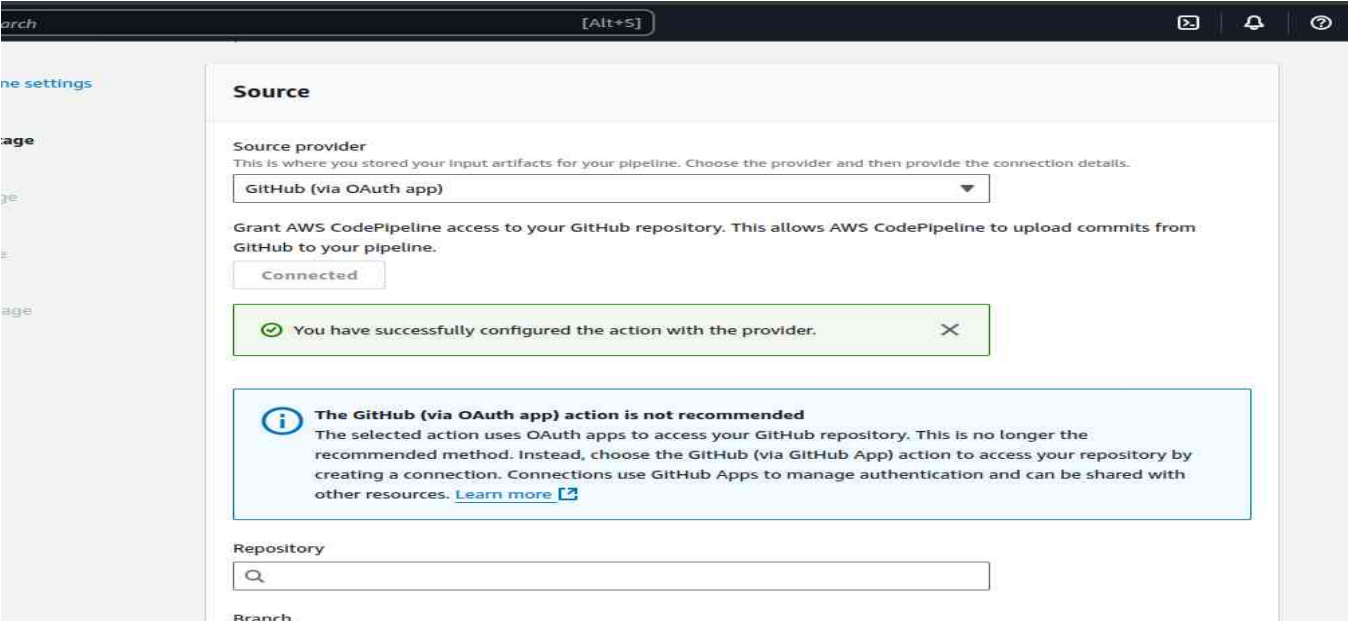 arch
[Alt+S]
ne settings
tage
ge
e
age
Source
Source provider
This is where you stored your input artifacts for your pipeline. Choose the provider and then provide the connection details.
GitHub (via OAuth app)
Grant AWS CodePipeline access to your GitHub repository. This allows AWS CodePipeline to upload commits from
GitHub to your pipeline.
Connected
You have successfully configured the action with the provider.
The GitHub (via OAuth app) action is not recommended
The selected action uses OAuth apps to access your GitHub repository. This is no longer the
recommended method. Instead, choose the GitHub (via GitHub App) action to access your repository by
creating a connection. Connections use GitHub Apps to manage authentication and can be shared with
other resources. Learn more
Repository
Branch